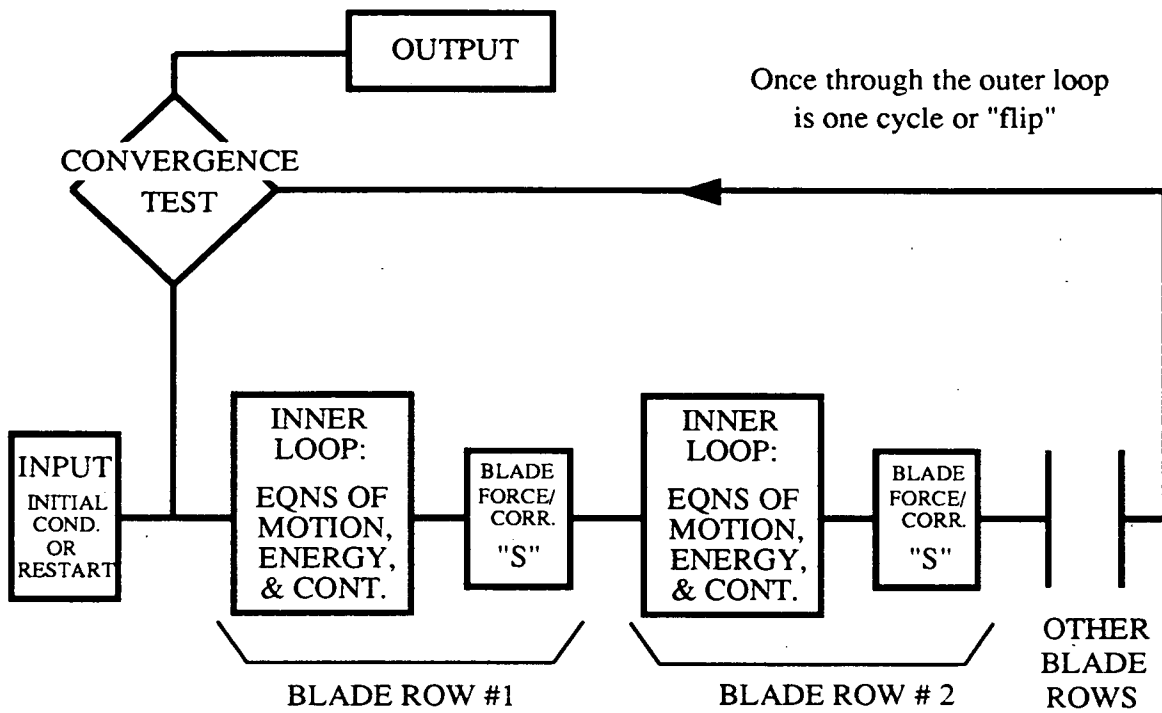 OUTPUT
Once through the outer loop
is one cycle or "flip"
CONVERGENCE
TEST
INPUT
INITIAL
COND.
OR
RESTART
INNER
LOOP:
EQNS OF
MOTION,
ENERGY,
& CONT.
BLADE
FORCE/
CORR.
"S"
INNER
LOOP:
EQNS OF
MOTION,
ENERGY,
& CONT.
BLADE
FORCE/
CORR.
"S"
BLADE ROW #1
BLADE ROW # 2
OTHER
BLADE
ROWS